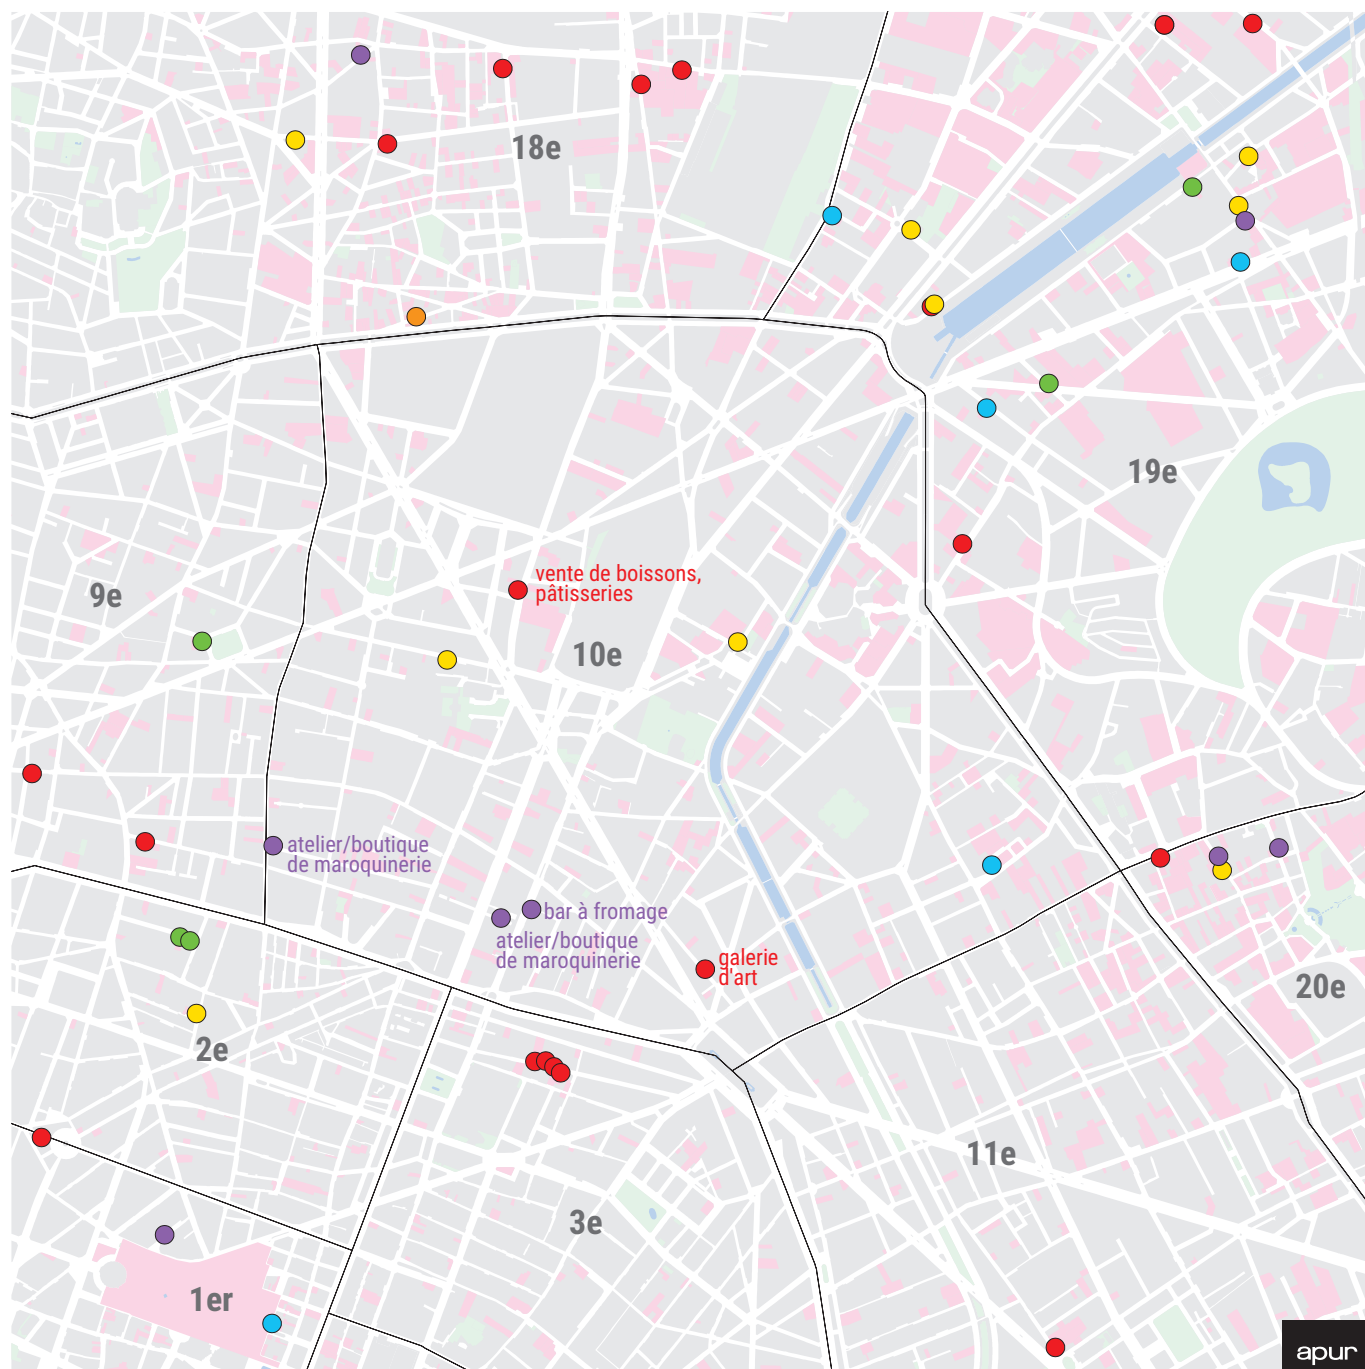 18e
19e
vente de boissons,
pâtisseries
9e
10e
atelier/boutique
de maroquinerie
bar à fromage
atelier/boutique
de maroquinerie
galerie
d'art
20e
2e
11e
3e
1er
apur